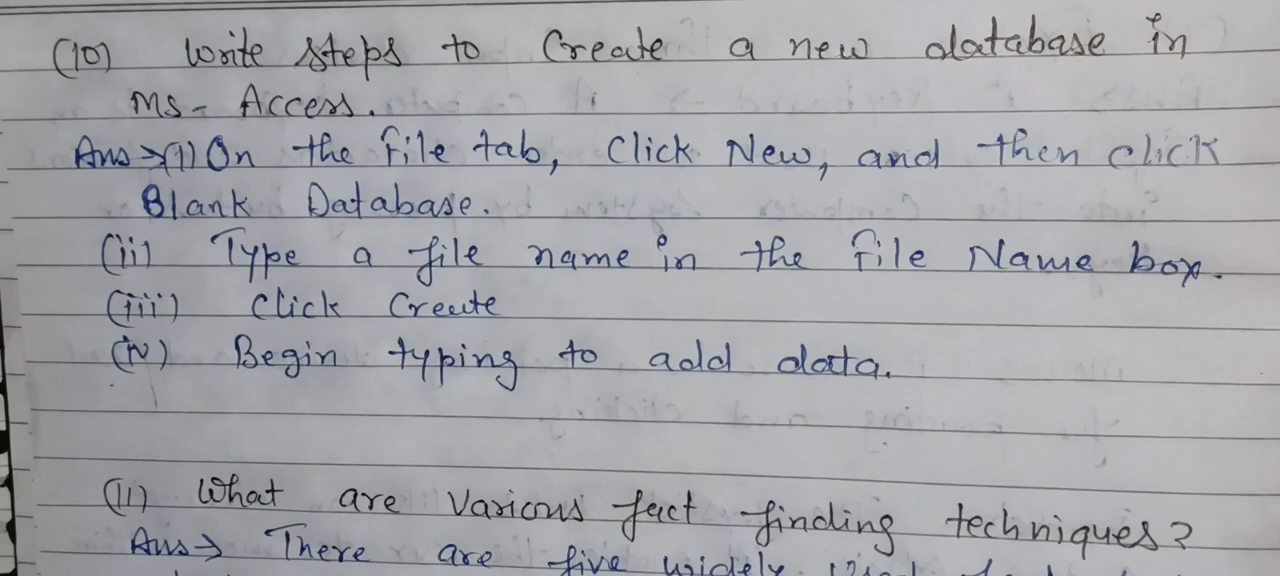 (10) Write steps to Create a new database in
MS- Access.
Ans→(i) On the file tab, Click New, and then click
Blank Database.
(ii) Type a file name in the file Name box.
(iii) Click Create
(iv) Begin typing to add data.
(11) What are Various fact finding techniques?
Ans→ There are five widely used